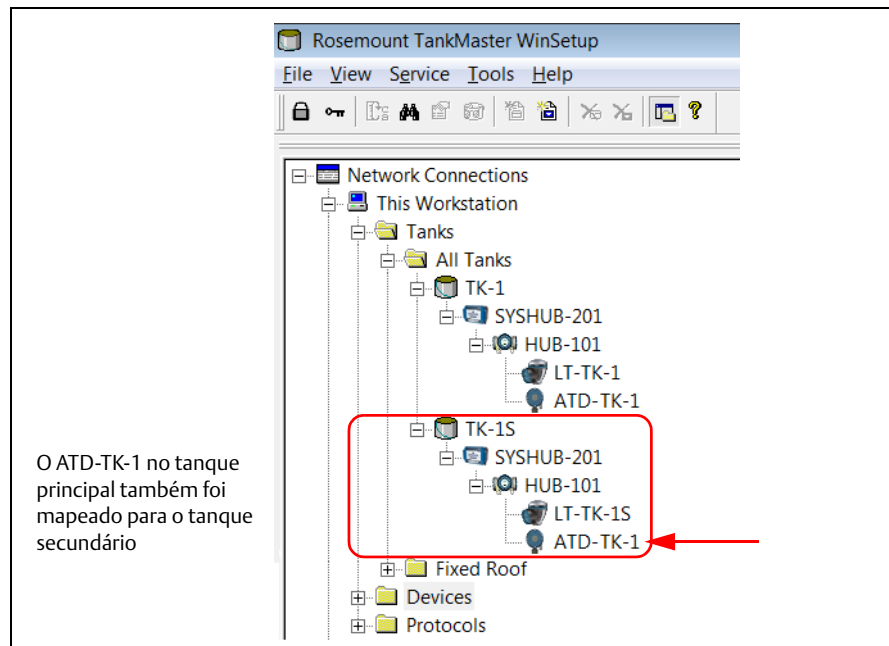 Rosemount TankMaster WinSetup
File View Service Tools Help
Network Connections
This Workstation
Tanks
All Tanks
TK-1
SYSHUB-201
HUB-101
LT-TK-1
ATD-TK-1
TK-1S
SYSHUB-201
HUB-101
LT-TK-1S
ATD-TK-1
Fixed Roof
Devices
Protocols
O ATD-TK-1 no tanque
principal também foi
mapeado para o tanque
secundário